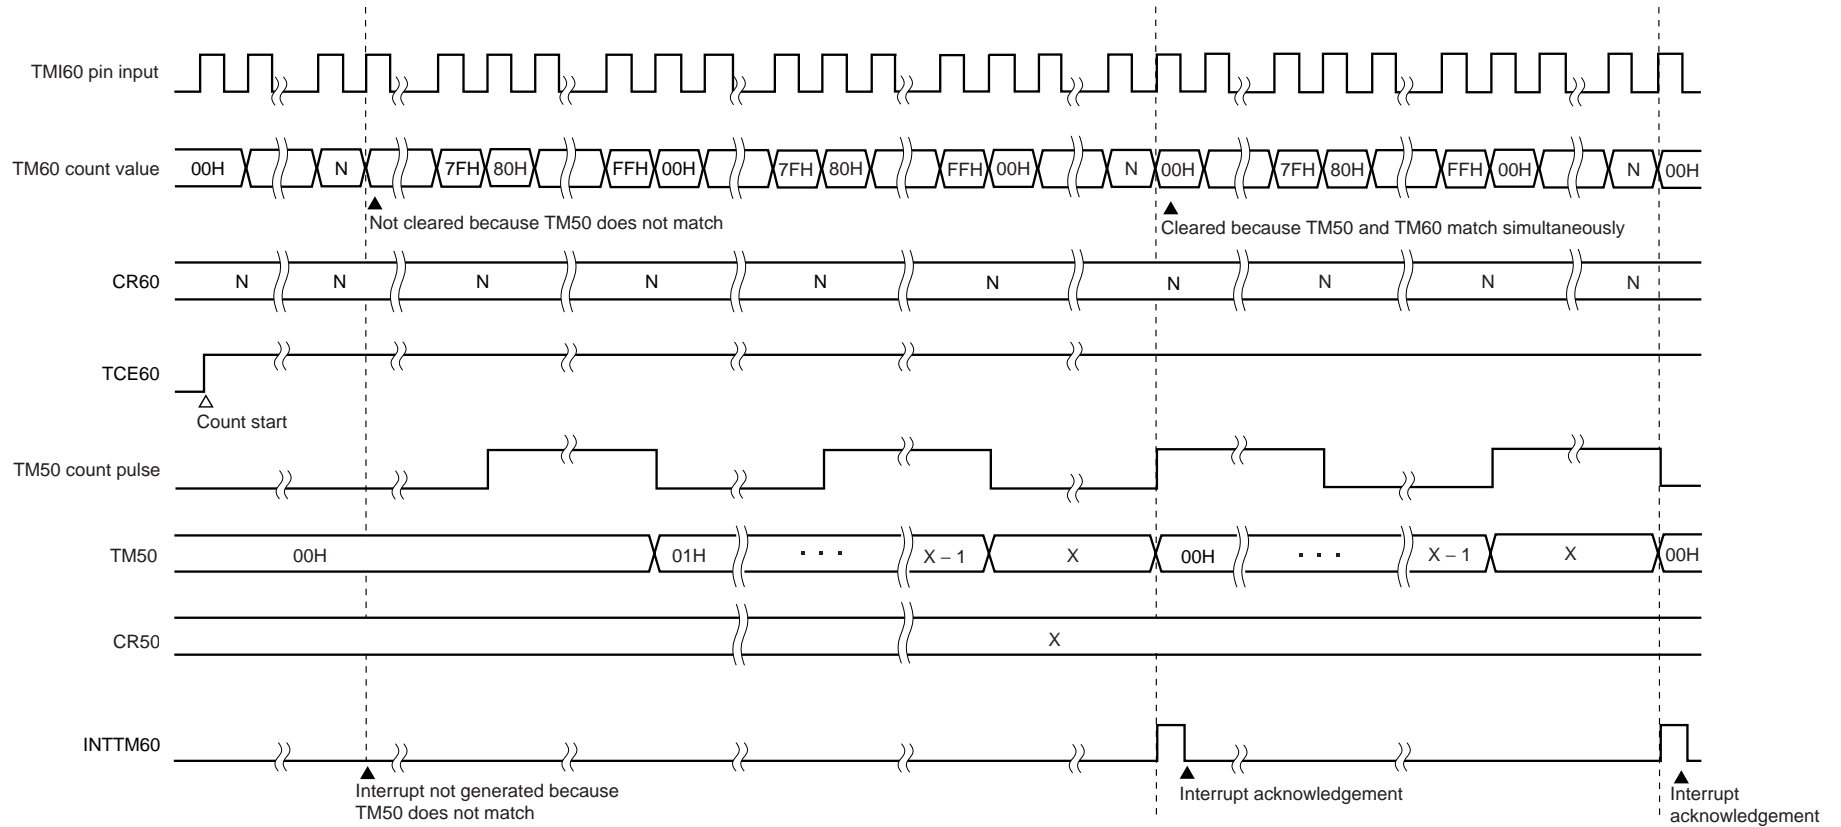 TMI60 pin input
TM60 count value 00H N 7FH 80H FFH 00H 7FH 80H FFH 00H N 00H 7FH 80H FFH 00H N 00H
Not cleared because TM50 does not match
Cleared because TM50 and TM60 match simultaneously
CR60 N N N N N N N N N N
TCE60
Count start
TM50 count pulse
TM50 00H 01H · · · X – 1 X 00H · · · X – 1 X 00H
CR50 X
INTTM60
Interrupt not generated because
TM50 does not match
Interrupt acknowledgement
Interrupt
acknowledgement